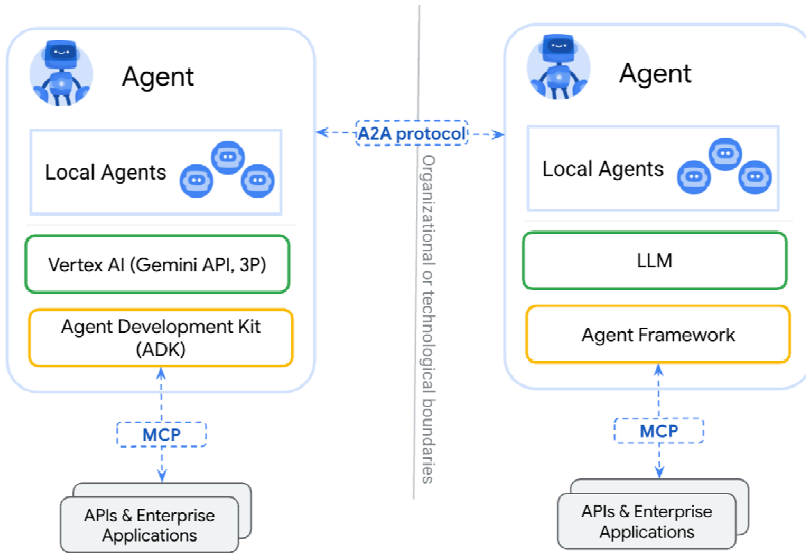 Agent
Local Agents
Vertex AI (Gemini API, 3P)
Agent Development Kit
(ADK)
MCP
APIs & Enterprise
Applications
A2A protocol
Organizational or technological boundaries
Agent
Local Agents
LLM
Agent Framework
MCP
APIs & Enterprise
Applications